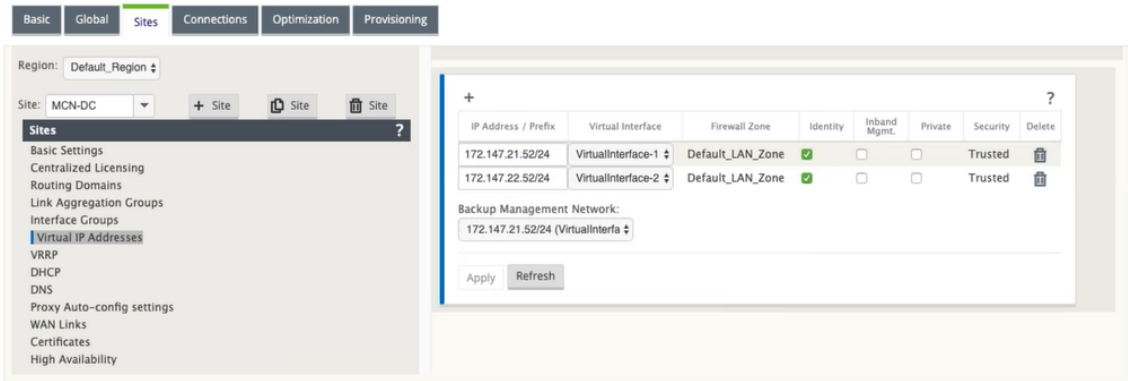 Basic Global Sites Connections Optimization Provisioning
Region: Default_Region
Site: MCN-DC + Site Site Site
Sites ?
Basic Settings
Centralized Licensing
Routing Domains
Link Aggregation Groups
Interface Groups
Virtual IP Addresses
VRRP
DHCP
DNS
Proxy Auto-config settings
WAN Links
Certificates
High Availability
+ ?
IP Address / Prefix Virtual Interface Firewall Zone Identity Inband Mgmt. Private Security Delete
172.147.21.52/24 VirtualInterface-1 Default_LAN_Zone Trusted
172.147.22.52/24 VirtualInterface-2 Default_LAN_Zone Trusted
Backup Management Network:
172.147.21.52/24 (VirtualInterfa
Apply Refresh